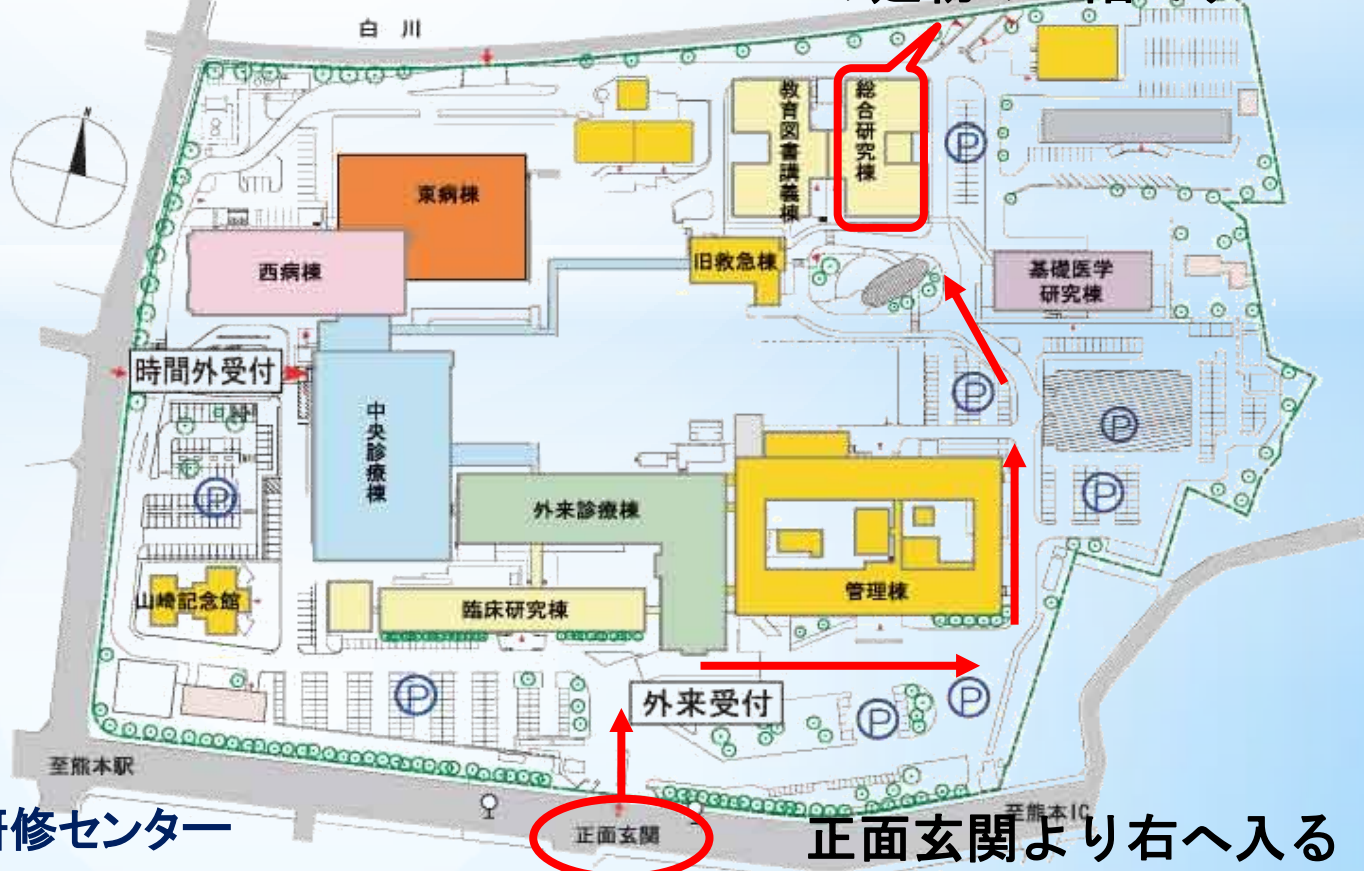 白川
教育図書講義棟
総合研究棟
P
東病棟
旧救急棟
西病棟
基礎医学
研究棟
時間外受付
P
P
中央診療棟
P
P
外来診療棟
山崎記念館
臨床研究棟
管理棟
P
外来受付
P
P
至熊本駅
至熊本IC
研修センター
正面玄関
正面玄関より右へ入る